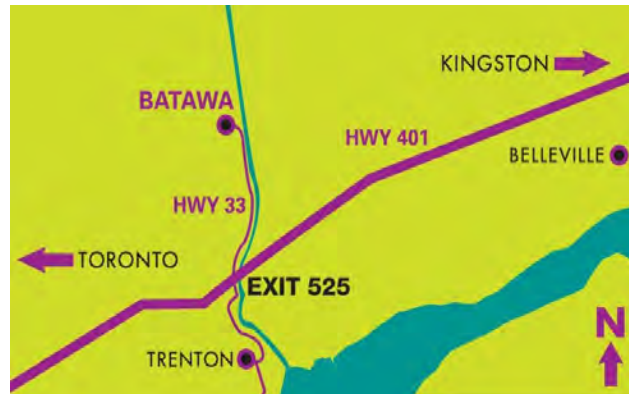 KINGSTON
BATAWA
HWY 401
BELLEVILLE
HWY 33
TORONTO
EXIT 525
N
TRENTON